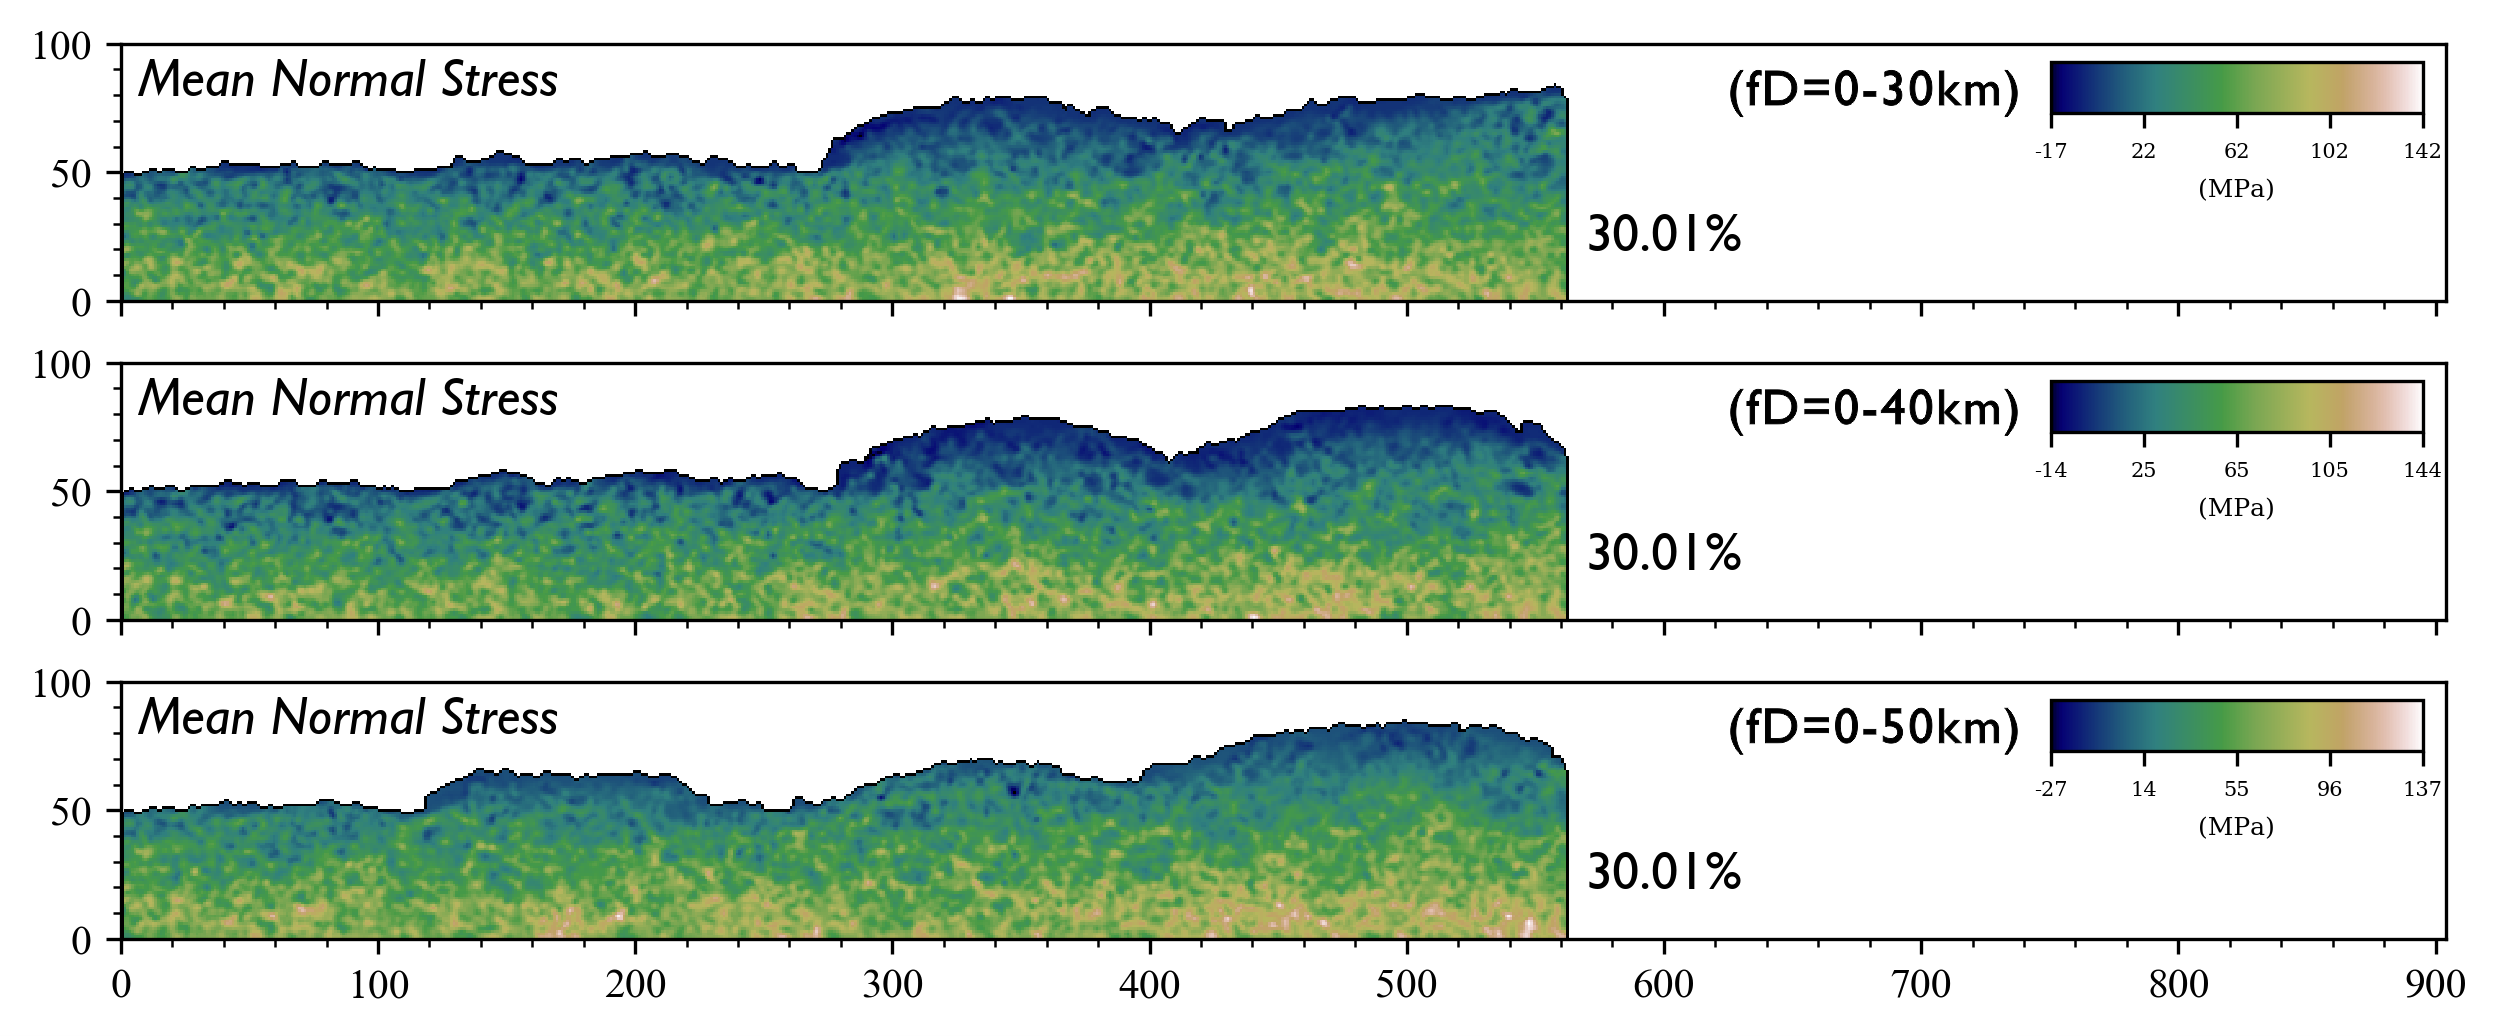 100
Mean Normal Stress
(fD=0-30km)
-17 22 62 102 142
(MPa)
50
30.01%
0
100
Mean Normal Stress
(fD=0-40km)
-14 25 65 105 144
(MPa)
50
30.01%
0
100
Mean Normal Stress
(fD=0-50km)
-27 14 55 96 137
(MPa)
50
30.01%
0
0 100 200 300 400 500 600 700 800 900